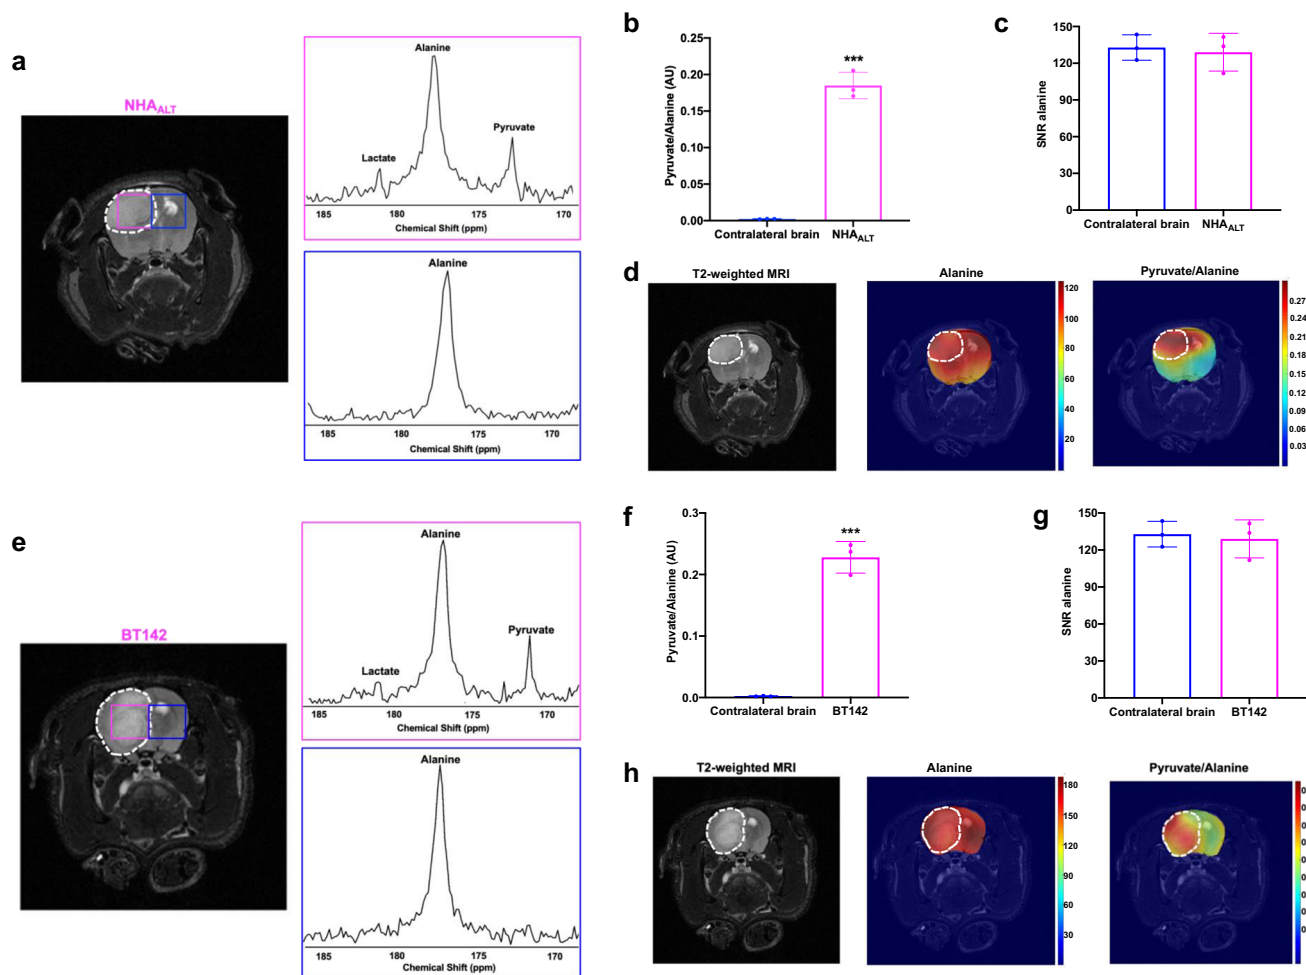 a
NHAALT
Alanine
Pyruvate
Lactate
185 180 175 170
Chemical Shift (ppm)
Alanine
185 180 175 170
Chemical Shift (ppm)
b
0.25
0.20
0.15
0.10
0.05
0.00
Pyruvate/Alanine (AU)
***
Contralateral brain NHAALT
c
150
120
90
60
30
0
SNR alanine
Contralateral brain NHAALT
d
T2-weighted MRI
Alanine
120
100
80
60
40
20
Pyruvate/Alanine
0.27
0.24
0.21
0.18
0.15
0.12
0.09
0.06
0.03
e
BT142
Alanine
Pyruvate
Lactate
185 180 175 170
Chemical Shift (ppm)
Alanine
185 180 175 170
Chemical Shift (ppm)
f
0.3
0.2
0.1
0.0
Pyruvate/Alanine (AU)
***
Contralateral brain BT142
g
150
120
90
60
30
0
SNR alanine
Contralateral brain BT142
h
T2-weighted MRI
Alanine
180
150
120
90
60
30
Pyruvate/Alanine